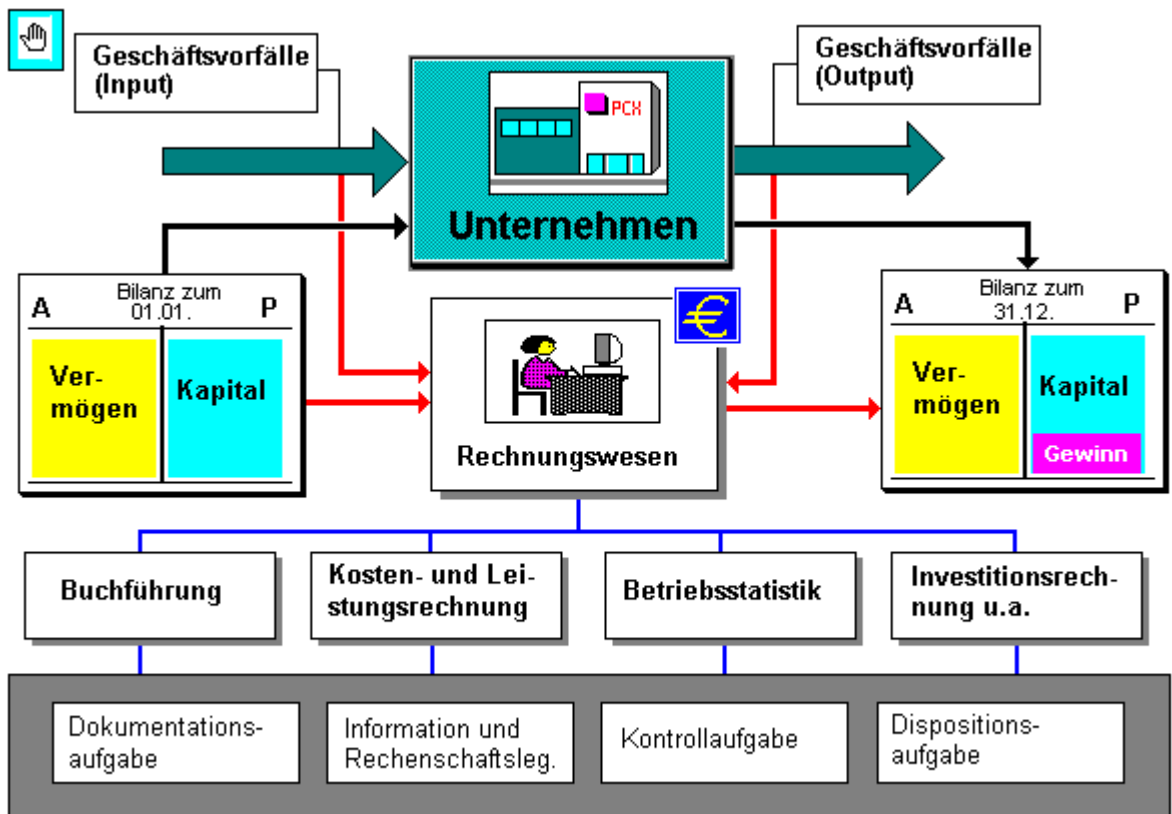 Geschäftsvorfälle
(Input)
Geschäftsvorfälle
(Output)
PCX
Unternehmen
A
Bilanz zum
01.01.
P
Ver-
mögen
Kapital
€
Rechnungswesen
A
Bilanz zum
31.12.
P
Ver-
mögen
Kapital
Gewinn
Buchführung
Kosten- und Lei-
stungsrechnung
Betriebsstatistik
Investitionsrech-
nung u.a.
Dokumentations-
aufgabe
Information und
Rechenschaftsleg.
Kontrollaufgabe
Dispositions-
aufgabe